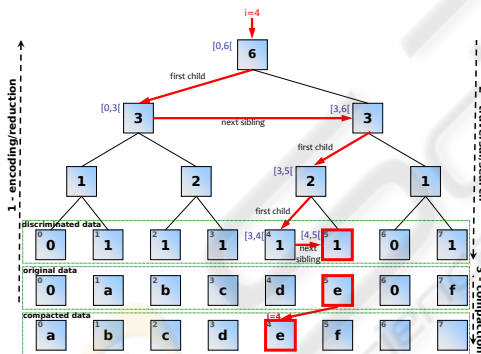 i=4
[0,6[
6
first child
[0,3[
3
next sibling
[3,6[
3
first child
1
2
[3,5[
2
1
first child
discriminated data
0 0
1 1
2 1
3 1
[3,4[
4 1
[4,5[
next sibling
5 1
6 0
7 1
original data
0 0
1 a
2 b
3 c
4 d
5 e
6 0
7 f
i=4
compacted data
0 a
1 b
2 c
3 d
4 e
5 f
6
7
1 - encoding/reduction